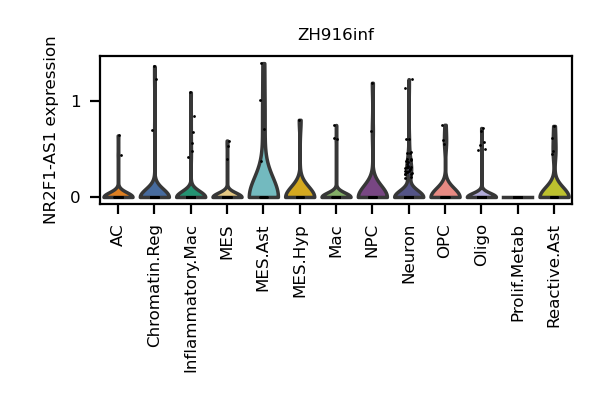 ZH916inf
NR2F1-AS1 expression
1
0
AC
Chromatin.Reg
Inflammatory.Mac
MES
MES.Ast
MES.Hyp
Mac
NPC
Neuron
OPC
Oligo
Prolif.Metab
Reactive.Ast